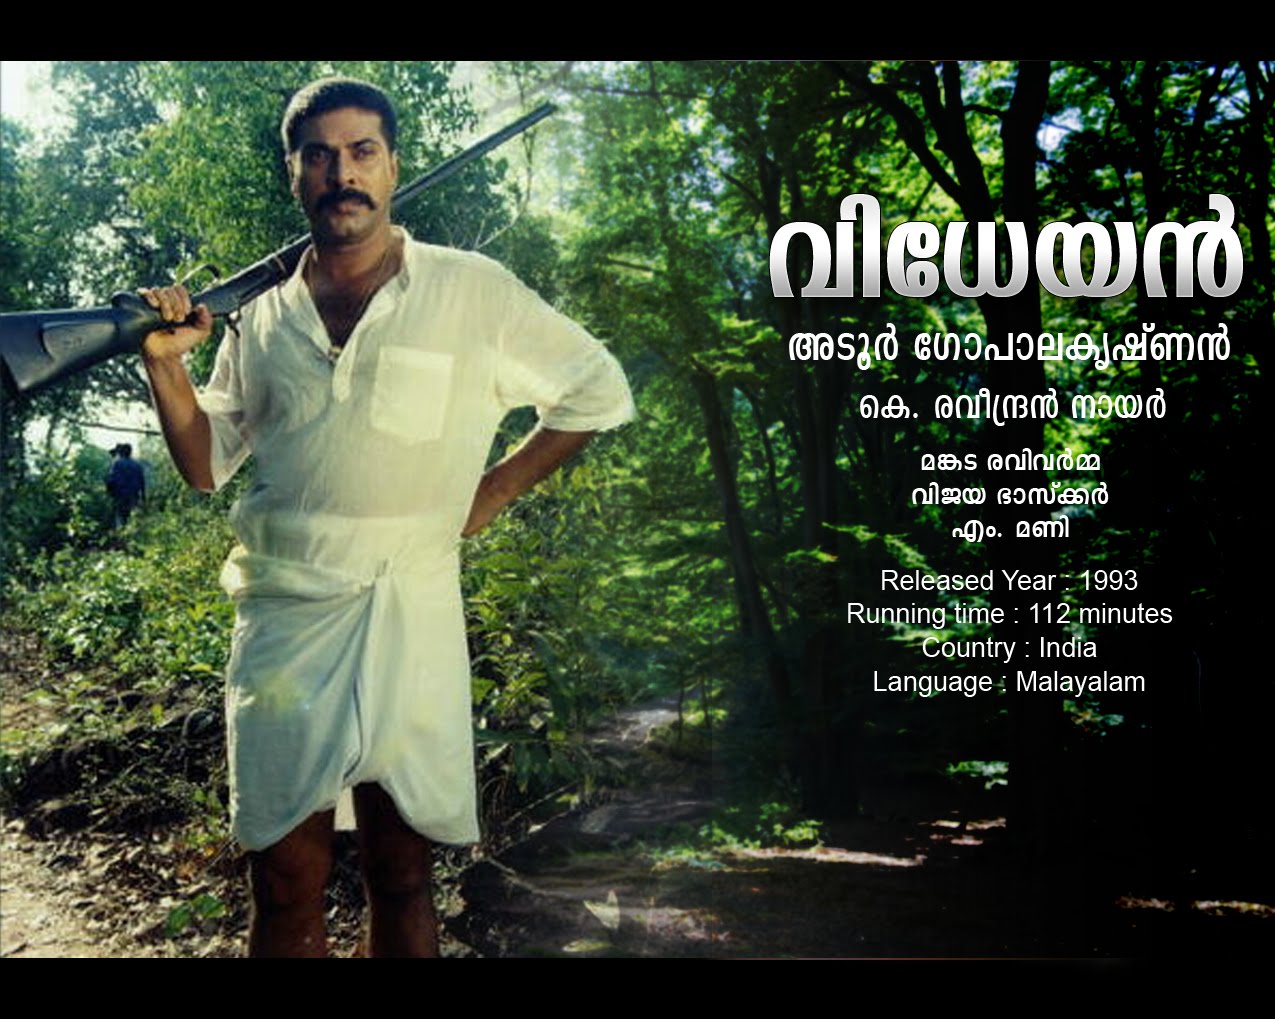 വിധേയൻ
അടൂർ ഗോപാലകൃഷ്ണൻ
കെ. രവീന്ദ്രൻ നായർ
മങ്കട രവിവർമ്മ
വിജയ ഭാസ്ക്കർ
എം. മണി
Released Year : 1993
Running time : 112 minutes
Country : India
Language : Malayalam